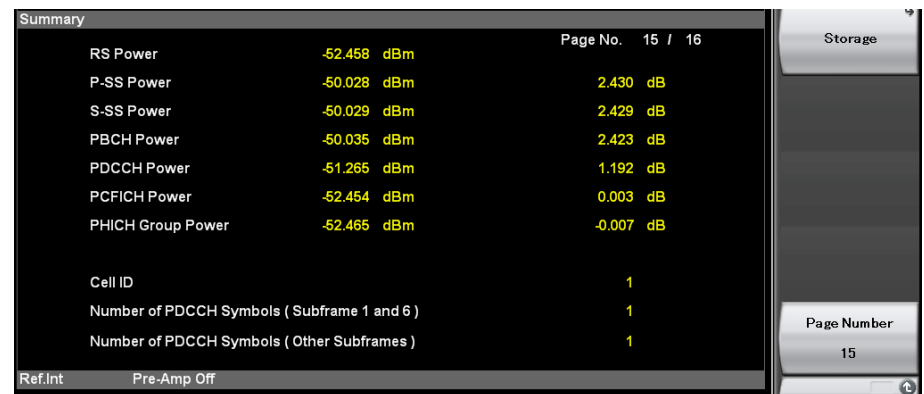 Summary
Page No. 15 / 16
RS Power -52.458 dBm
P-SS Power -50.028 dBm 2.430 dB
S-SS Power -50.029 dBm 2.429 dB
PBCH Power -50.035 dBm 2.423 dB
PDCCH Power -51.265 dBm 1.192 dB
PCFICH Power -52.454 dBm 0.003 dB
PHICH Group Power -52.465 dBm -0.007 dB
Cell ID 1
Number of PDCCH Symbols ( Subframe 1 and 6 ) 1
Number of PDCCH Symbols ( Other Subframes ) 1
Ref.Int Pre-Amp Off
Storage
Page Number
15